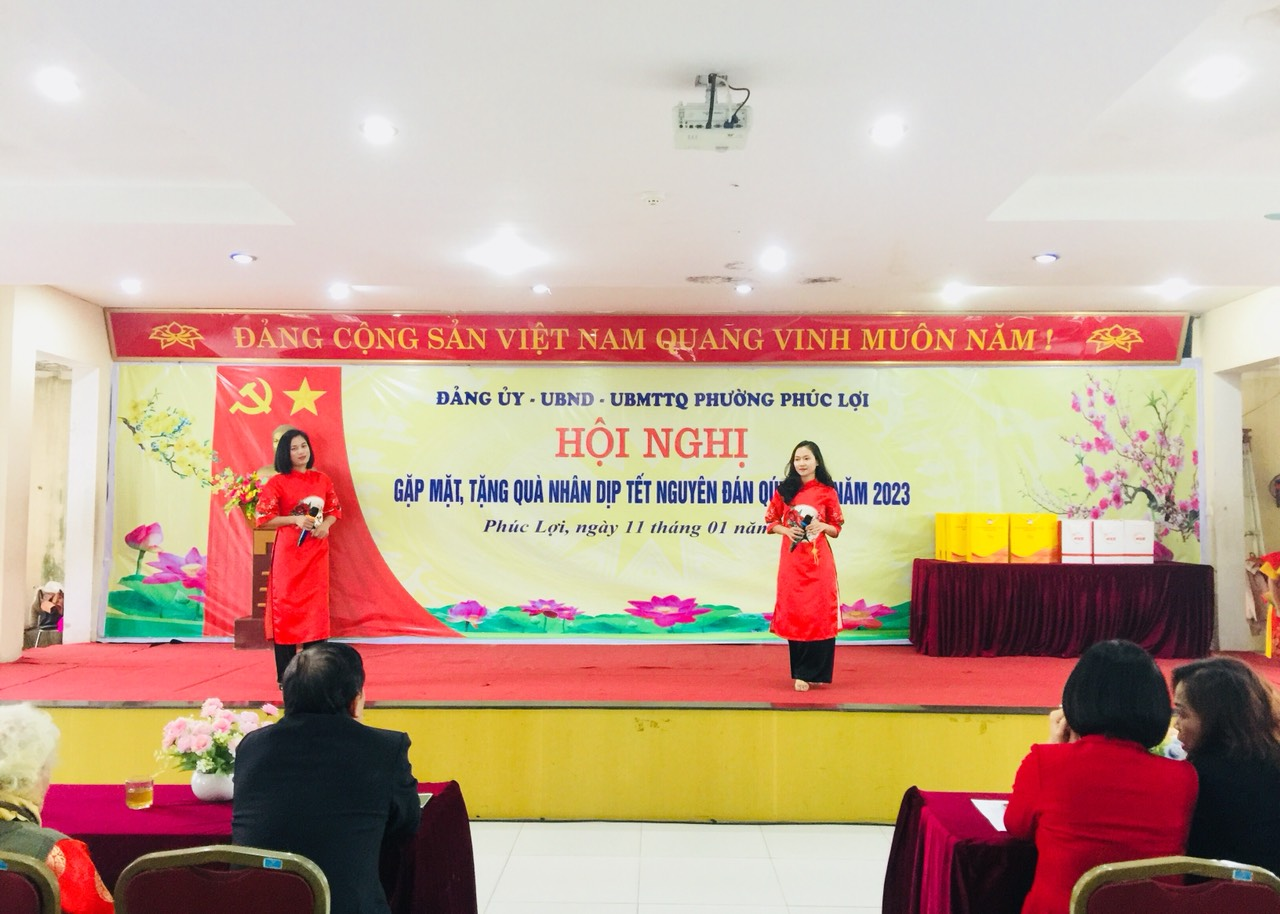 ĐẢNG CỘNG SẢN VIỆT NAM QUANG VINH MUÔN NĂM !
ĐẢNG ỦY - UBND - UBMTTQ PHƯỜNG PHÚC LỢI
HỘI NGHỊ
GẶP MẶT, TẶNG QUÀ NHÂN DỊP TẾT NGUYÊN ĐÁN NĂM 2023
Phúc Lợi, ngày 11 tháng 01